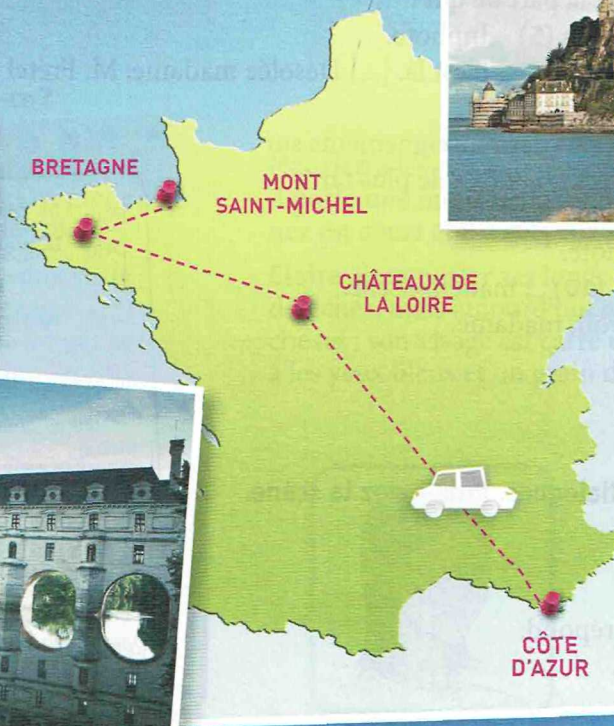 BRETAGNE
MONT
SAINT-MICHEL
CHÂTEAUX DE
LA LOIRE
CÔTE
D'AZUR